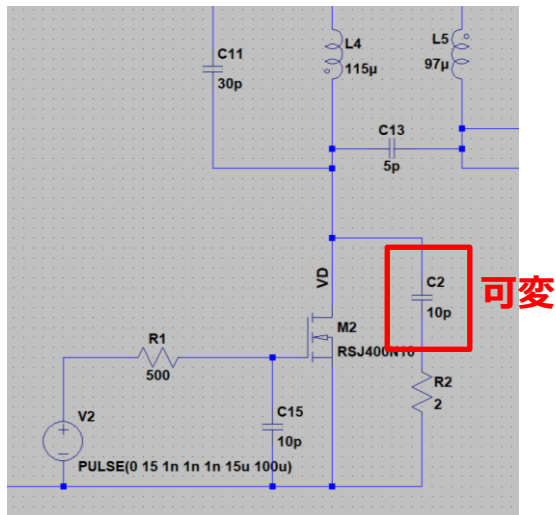 C11
30p
L4
115µ
L5
97µ
C13
5p
VD
C2
10p
可変
M2
RSJ400N10
R1
500
R2
2
V2
C15
10p
PULSE(0 15 1n 1n 1n 15u 100u)